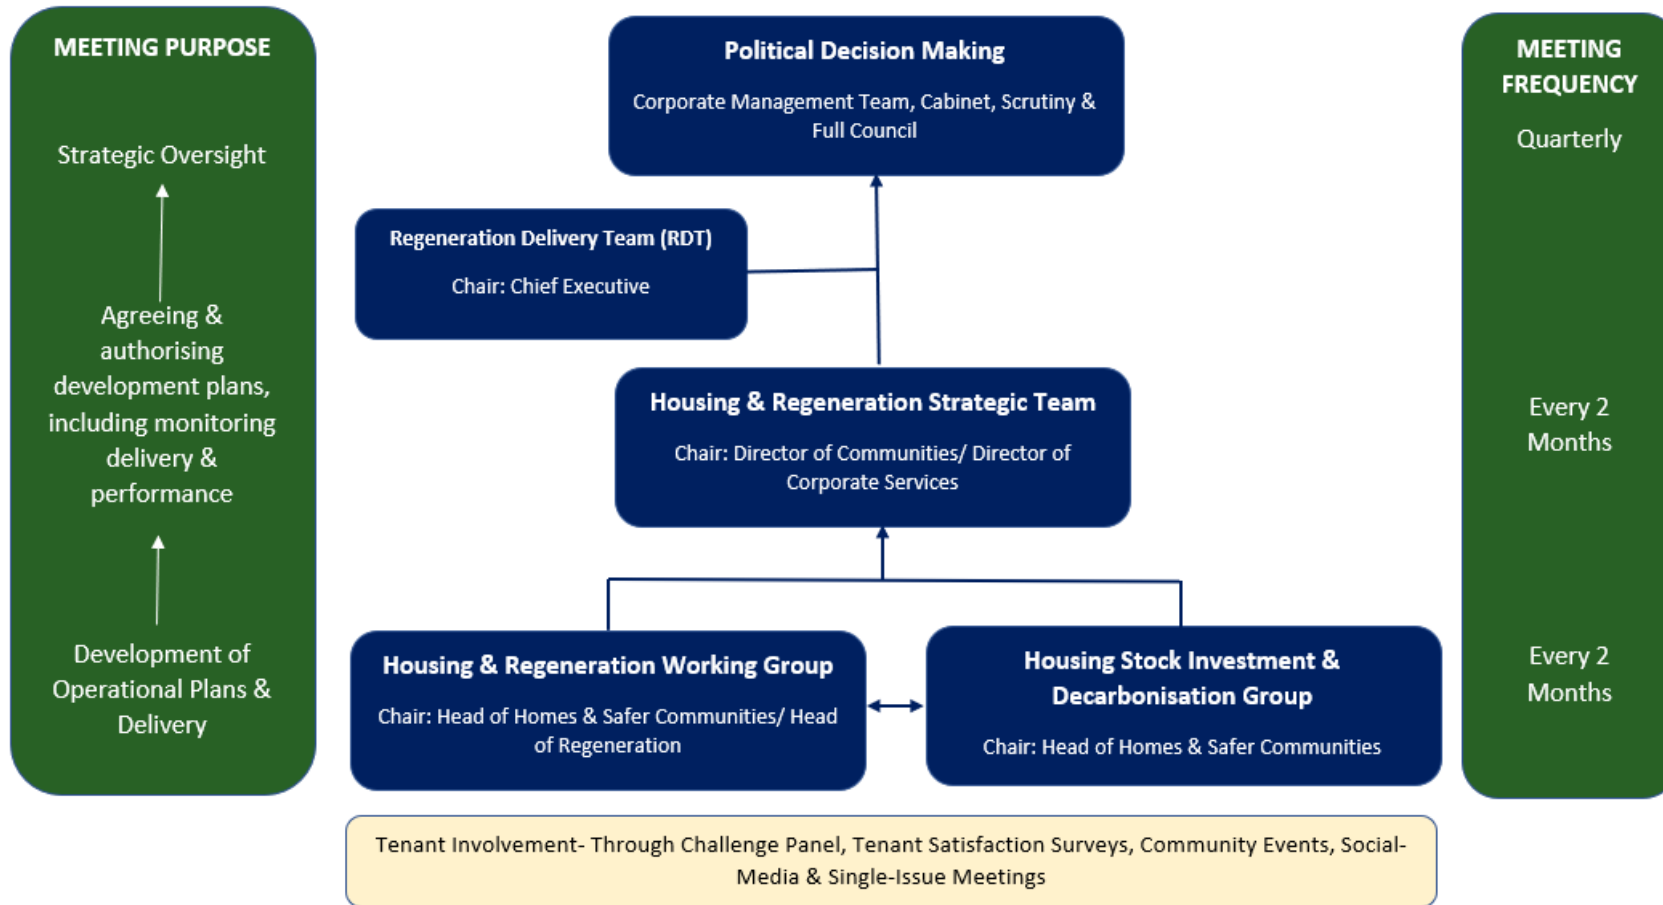 MEETING PURPOSE
Strategic Oversight
Agreeing &
authorising
development plans,
including monitoring
delivery &
performance
Development of
Operational Plans &
Delivery
Political Decision Making
Corporate Management Team, Cabinet, Scrutiny &
Full Council
Regeneration Delivery Team (RDT)
Chair: Chief Executive
Housing & Regeneration Strategic Team
Chair: Director of Communities/ Director of
Corporate Services
Housing & Regeneration Working Group
Chair: Head of Homes & Safer Communities/ Head
of Regeneration
Housing Stock Investment &
Decarbonisation Group
Chair: Head of Homes & Safer Communities
Tenant Involvement- Through Challenge Panel, Tenant Satisfaction Surveys, Community Events, Social-
Media & Single-Issue Meetings
MEETING
FREQUENCY
Quarterly
Every 2
Months
Every 2
Months